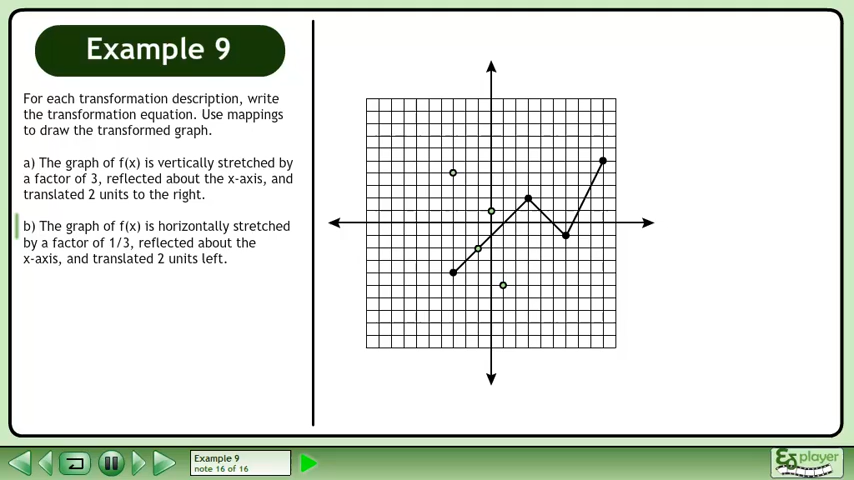 Example 9
For each transformation description, write
the transformation equation. Use mappings
to draw the transformed graph.
a) The graph of f(x) is vertically stretched by
a factor of 3, reflected about the x-axis, and
translated 2 units to the right.
b) The graph of f(x) is horizontally stretched
by a factor of 1/3, reflected about the
x-axis, and translated 2 units left.
Example 9
note 16 of 16
player